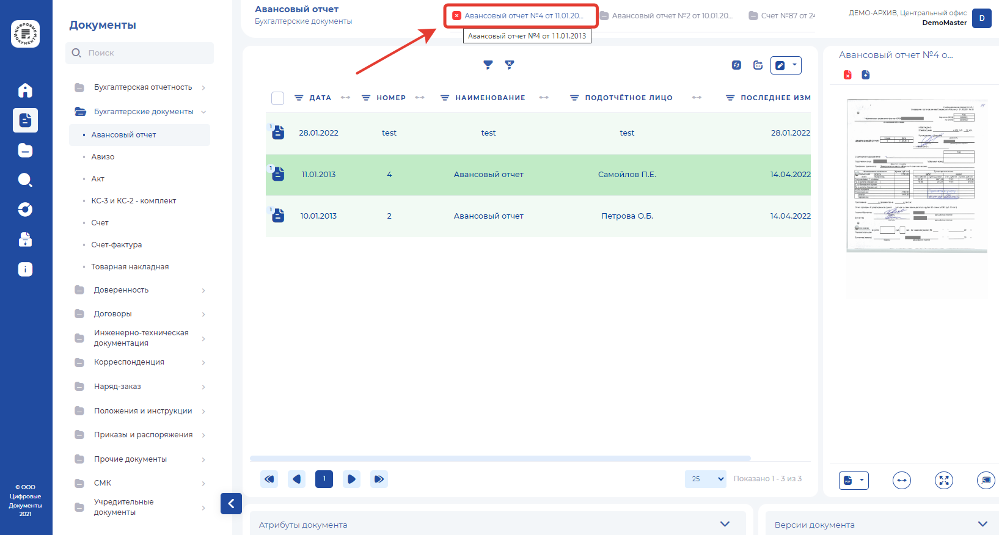 ЦИФРОВЫЕ ДОКУМЕНТЫ
© ООО
Цифровые
Документы
2021
Документы
Поиск
Бухгалтерская отчетность
Бухгалтерские документы
Авансовый отчет
Авизо
Акт
КС-3 и КС-2 - комплект
Счет
Счет-фактура
Товарная накладная
Доверенность
Договоры
Инженерно-техническая
документация
Корреспонденция
Наряд-заказ
Положения и инструкции
Приказы и распоряжения
Прочие документы
СМК
Учредительные
документы
Авансовый отчет
Бухгалтерские документы
Авансовый отчет №4 от 11.01.20...
Авансовый отчет №2 от 10.01.20...
Счет №87 от 24
Авансовый отчет №4 от 11.01.2013
ДЕМО-АРХИВ, Центральный офис
DemoMaster
D
ДАТА НОМЕР НАИМЕНОВАНИЕ ПОДОТЧЁТНОЕ ЛИЦО ПОСЛЕДНЕЕ ИЗМ
1 28.01.2022 test test test 28.01.2022
1 11.01.2013 4 Авансовый отчет Самойлов П.Е. 14.04.2022
1 10.01.2013 2 Авансовый отчет Петрова О.Б. 14.04.2022
1
25
Показано 1 - 3 из 3
Авансовый отчет №4 о...
АВАНСОВЫЙ ОТЧЕТ
PDF
Атрибуты документа
Версии документа